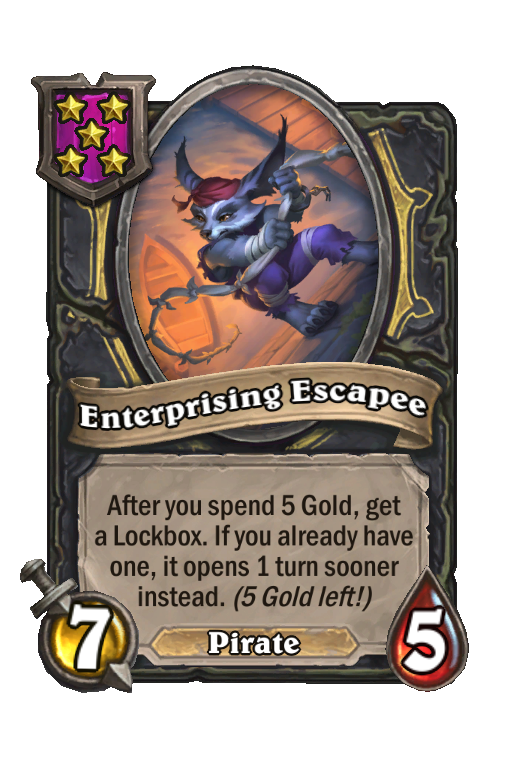 Enterprising Escapee
After you spend 5 Gold, get
a Lockbox. If you already have
one, it opens 1 turn sooner
instead. (5 Gold left!)
7
Pirate
5